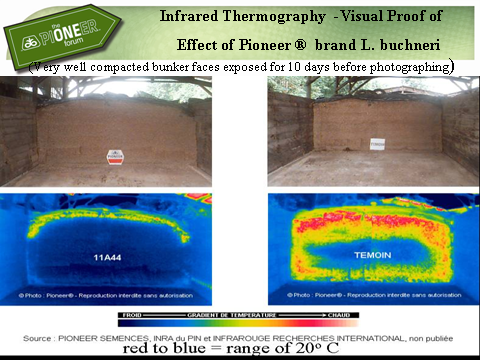 the
PIONEER
forum
Infrared Thermography - Visual Proof of
Effect of Pioneer ® brand L. buchneri
(Very well compacted bunker faces exposed for 10 days before photographing)
PIONEER
11A44
TEMOIN
© Photo : Pioneer® - Reproduction interdite sans autorisation
© Photo : Pioneer® - Reproduction interdite sans autorisation
FROID GRADIENT DE TEMPERATURE CHAUD
Source : PIONEER SEMENCES, INRA du PIN et INFRAROUGE RECHERCHES INTERNATIONAL, non publiée
red to blue = range of 20º C